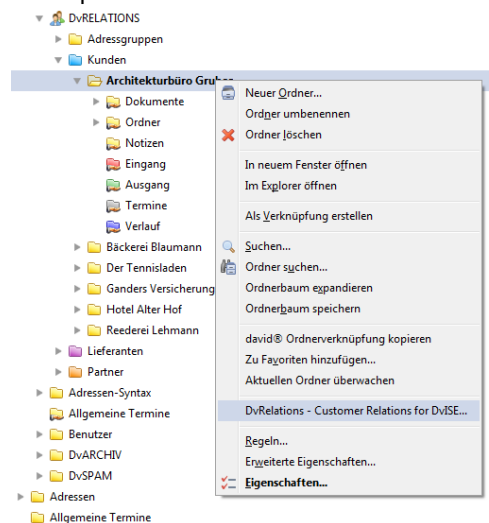 DvRELATIONS
Adressgruppen
Kunden
Architekturbüro Gruber
Dokumente
Ordner
Notizen
Eingang
Ausgang
Termine
Verlauf
Bäckerei Blaumann
Der Tennisladen
Ganders Versicherung
Hotel Alter Hof
Reederei Lehmann
Lieferanten
Partner
Adressen-Syntax
Allgemeine Termine
Benutzer
DvARCHIV
DvSPAM
Adressen
Allgemeine Termine
Neuer Ordner...
Ordner umbenennen
Ordner löschen
In neuem Fenster öffnen
Im Explorer öffnen
Als Verknüpfung erstellen
Suchen...
Ordner suchen...
Ordnerbaum expandieren
Ordnerbaum speichern
david® Ordnerverknüpfung kopieren
Zu Favoriten hinzufügen...
Aktuellen Ordner überwachen
DvRelations - Customer Relations for DvISE...
Regeln...
Erweiterte Eigenschaften...
Eigenschaften...